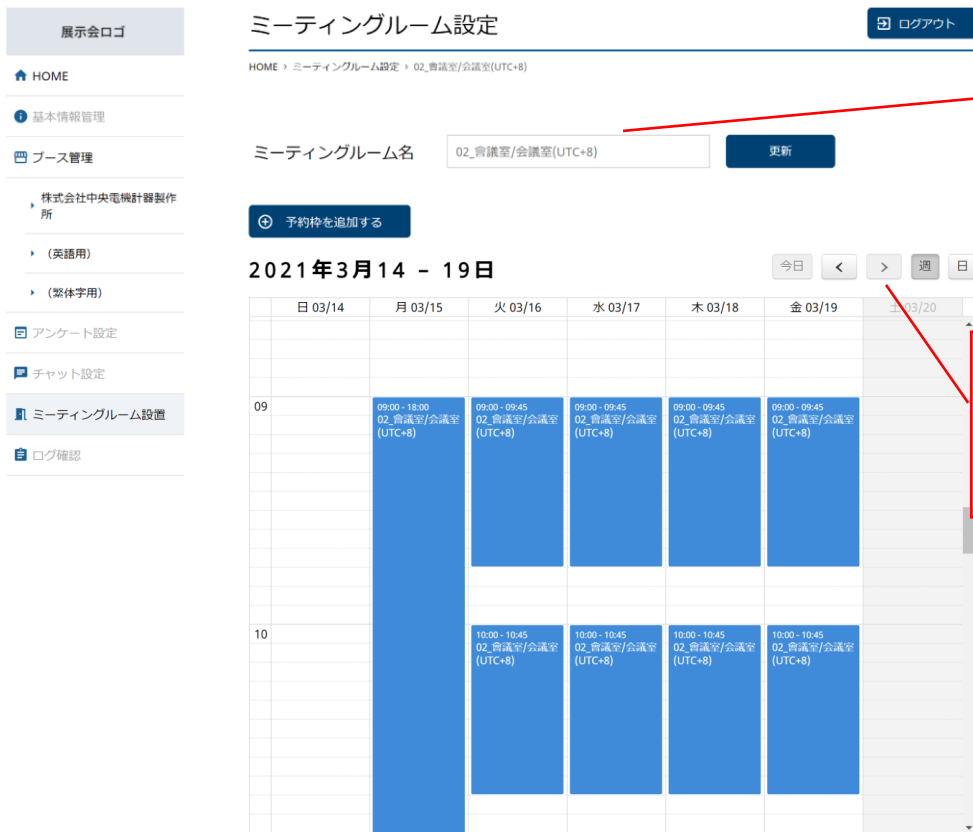 展示会ロゴ
HOME
基本情報管理
ブース管理
株式会社中央電機計器製作
所
(英語用)
(繁体字用)
アンケート設定
チャット設定
ミーティングルーム設置
ログ確認
ミーティングルーム設定
ログアウト
HOME › ミーティングルーム設定 › 02_會議室/会議室(UTC+8)
ミーティングルーム名
02_會議室/会議室(UTC+8)
更新
予約枠を追加する
2021年3月14 – 19日
今日
<
>
週
日
日 03/14 月 03/15 火 03/16 水 03/17 木 03/18 金 03/19 土 03/20
09
09:00 - 18:00
02_會議室/会議室
(UTC+8)
09:00 - 09:45
02_會議室/会議室
(UTC+8)
09:00 - 09:45
02_會議室/会議室
(UTC+8)
09:00 - 09:45
02_會議室/会議室
(UTC+8)
09:00 - 09:45
02_會議室/会議室
(UTC+8)
10
10:00 - 10:45
02_會議室/会議室
(UTC+8)
10:00 - 10:45
02_會議室/会議室
(UTC+8)
10:00 - 10:45
02_會議室/会議室
(UTC+8)
10:00 - 10:45
02_會議室/会議室
(UTC+8)